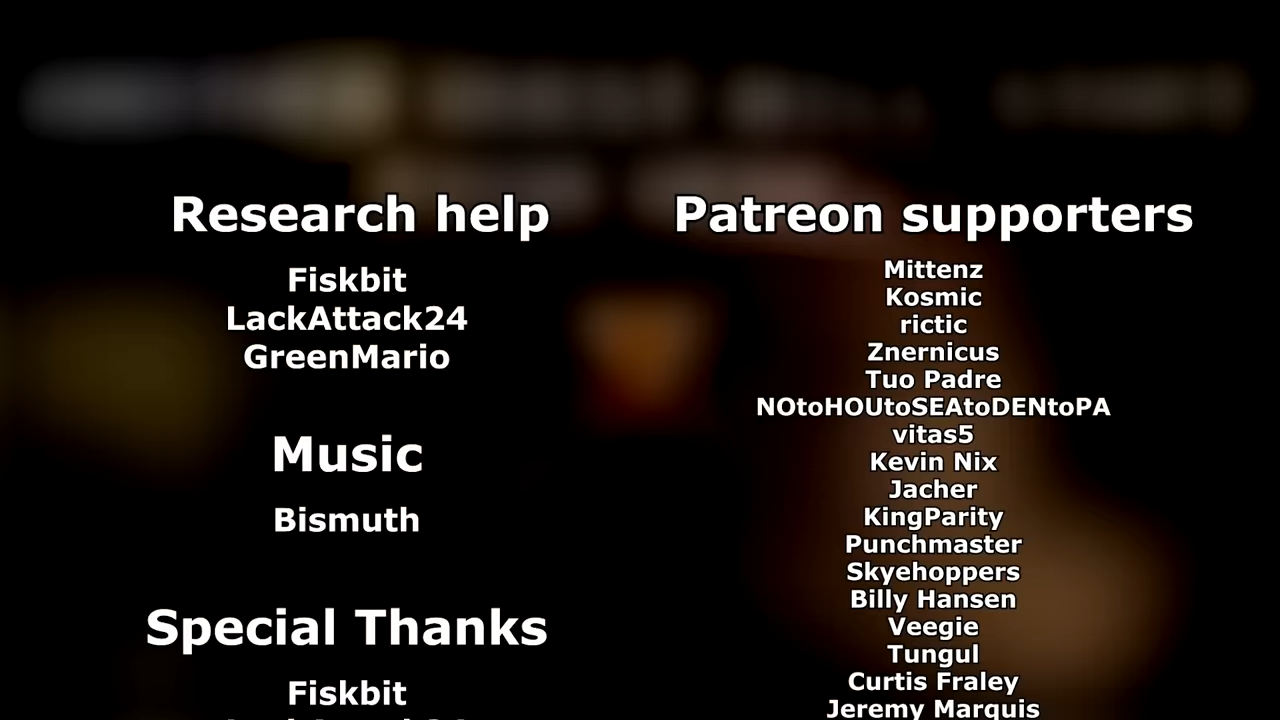 Research help
Fiskbit
LackAttack24
GreenMario
Music
Bismuth
Special Thanks
Fiskbit
Patreon supporters
Mittenz
Kosmic
rictic
Znernicus
Tuo Padre
NOtoHOUtoSEAtoDENtoPA
vitas5
Kevin Nix
Jacher
KingParity
Punchmaster
Skyehoppers
Billy Hansen
Veegie
Tungul
Curtis Fraley
Jeremy Marquis